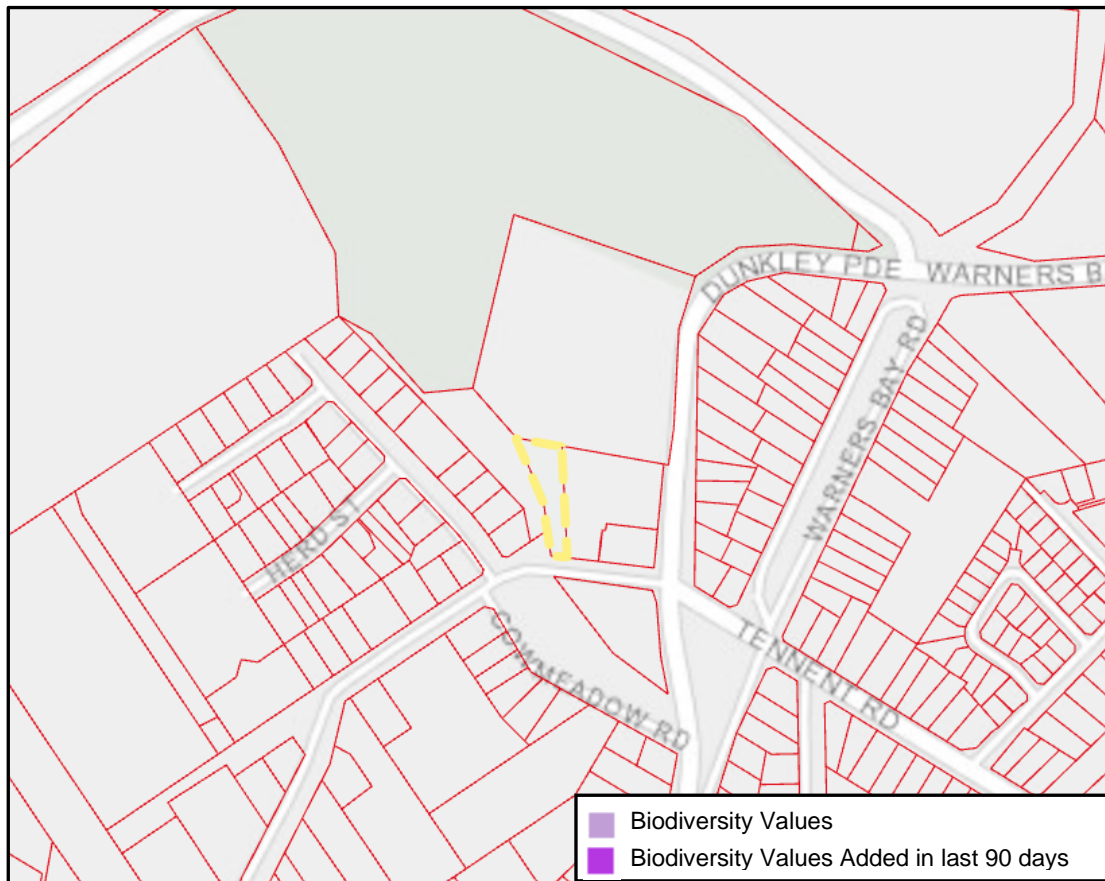 DUNKLEY PDE
WARNERS B
WARNERS BAY RD
HERD ST
COWMEADOW RD
TENNENT RD
Biodiversity Values
Biodiversity Values Added in last 90 days